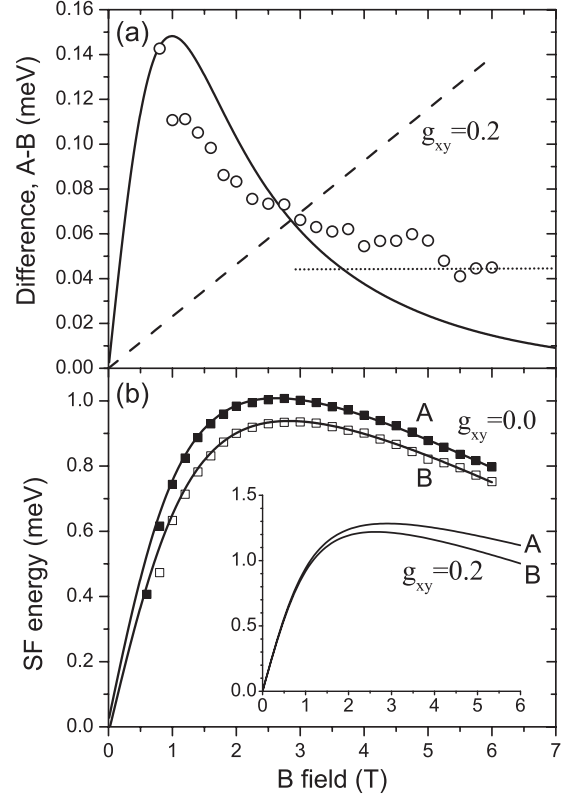 (a)
0.16
0.14
0.12
0.10
0.08
0.06
0.04
0.02
0.00
Difference, A-B (meV)
gxy=0.2
(b)
1.0
0.8
0.6
0.4
0.2
0.0
SF energy (meV)
A
B
gxy=0.0
1.5
1.0
0.5
0.0
A
B
gxy=0.2
0 1 2 3 4 5 6
0 1 2 3 4 5 6 7
B field (T)